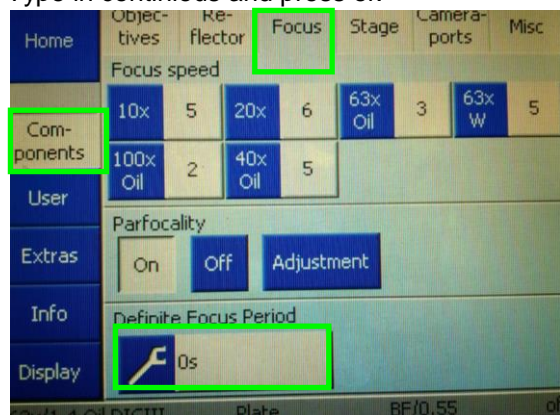 Type in continuous and press ok
Home
Objec-
tives
Re-
flector
Focus
Stage
Camera-
ports
Misc
Focus speed
10x
5
20x
6
63x
Oil
3
63x
W
5
Com-
ponents
100x
Oil
2
40x
Oil
5
User
Parfocality
Extras
On
Off
Adjustment
Info
Definite Focus Period
0s
Display
Plate
BF/0.55